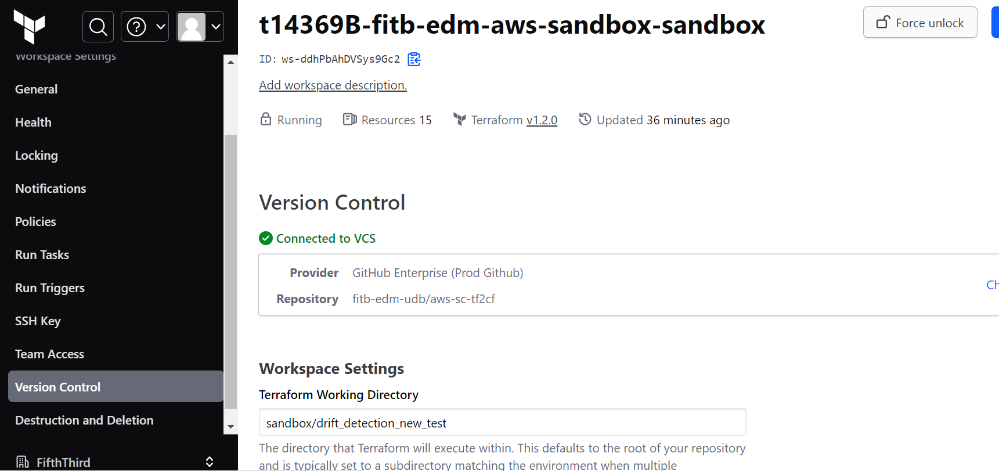 Workspace Settings
General
Health
Locking
Notifications
Policies
Run Tasks
Run Triggers
SSH Key
Team Access
Version Control
Destruction and Deletion
FifthThird
t14369B-fitb-edm-aws-sandbox-sandbox
Force unlock
ID: ws-ddhPbAhDVSys9Gc2
Add workspace description.
Running Resources 15 Terraform v1.2.0 Updated 36 minutes ago
Version Control
Connected to VCS
Provider GitHub Enterprise (Prod Github)
Ch
Repository fitb-edm-udb/aws-sc-tf2cf
Workspace Settings
Terraform Working Directory
sandbox/drift_detection_new_test
The directory that Terraform will execute within. This defaults to the root of your repository
and is typically set to a subdirectory matching the environment when multiple